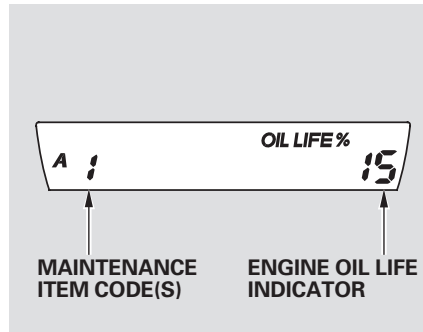 OIL LIFE %
A 1 15
MAINTENANCE
ITEM CODE(S)
ENGINE OIL LIFE
INDICATOR